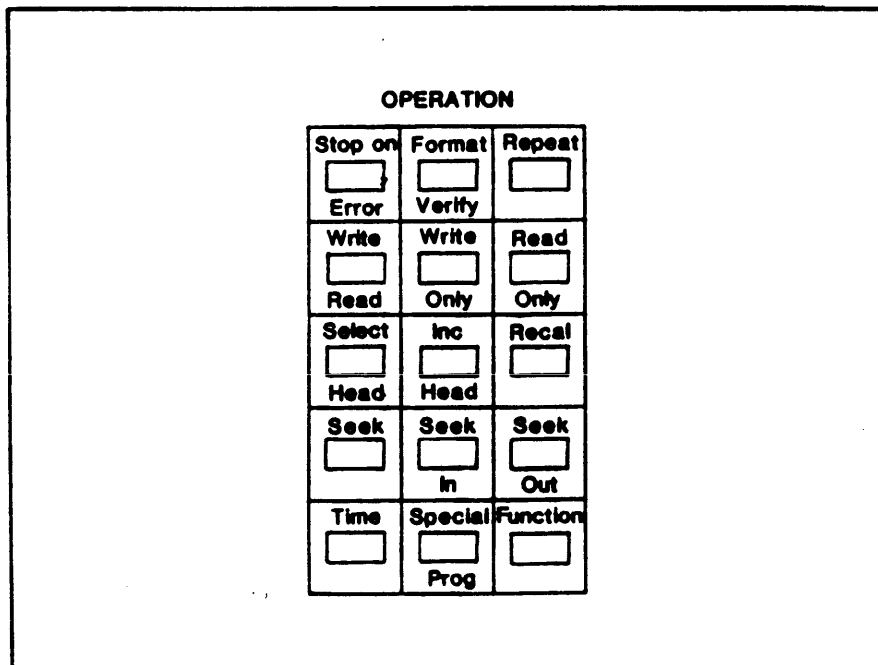 OPERATION
Stop on Format Repeat
Error Verify
Write Write Read
Read Only Only
Select Inc Recal
Head Head
Seek Seek Seek
In Out
Time Special Function
Prog